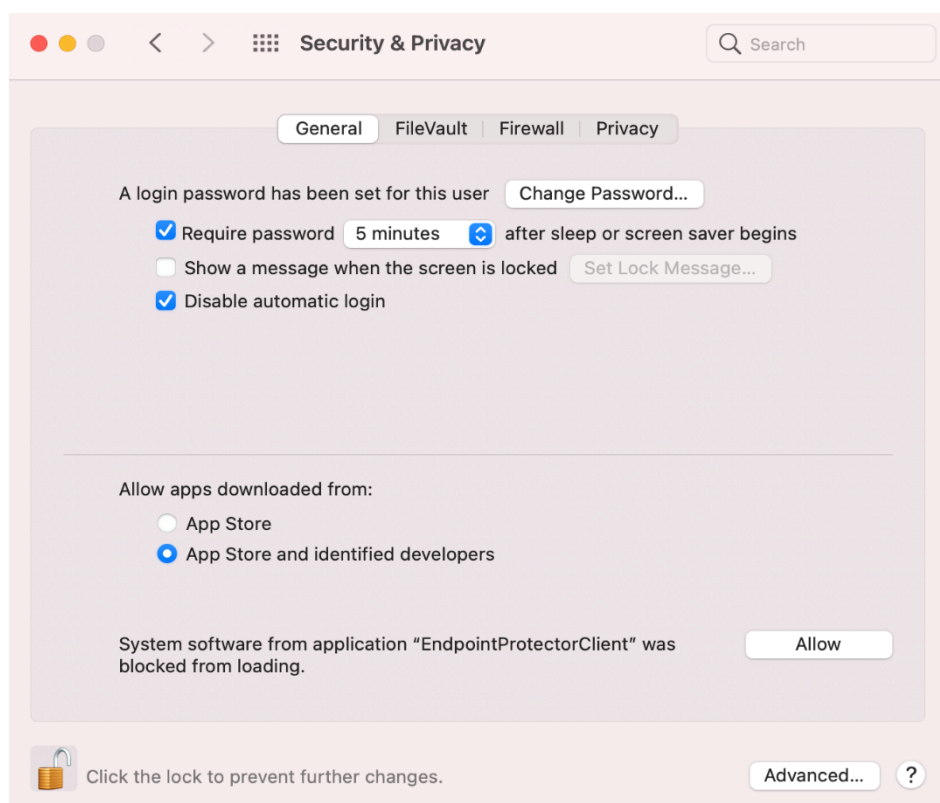 Security & Privacy
Search
General FileVault Firewall Privacy
A login password has been set for this user Change Password...
Require password 5 minutes after sleep or screen saver begins
Show a message when the screen is locked Set Lock Message...
Disable automatic login
Allow apps downloaded from:
App Store
App Store and identified developers
System software from application “EndpointProtectorClient” was
blocked from loading.
Allow
Click the lock to prevent further changes.
Advanced... ?